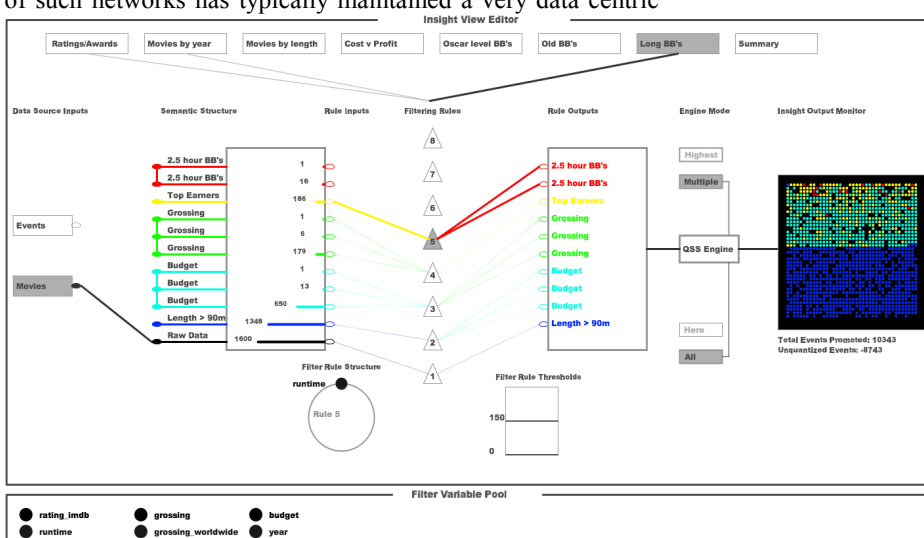 of such networks has typically maintained a very data centric
Insight View Editor
Ratings/Awards
Movies by year
Movies by length
Cost v Profit
Oscar level BB's
Old BB's
Long BB's
Summary
Data Source Inputs
Semantic Structure
Rule Inputs
Filtering Rules
Rule Outputs
Engine Mode
Insight Output Monitor
Events
Movies
2.5 hour BB's
2.5 hour BB's
Top Earners
Grossing
Grossing
Grossing
Budget
Budget
Budget
Length > 90m
Raw Data
1
16
186
1
6
179
1
13
650
1348
1600
8
7
6
5
4
3
2
1
2.5 hour BB's
2.5 hour BB's
Top Earners
Grossing
Grossing
Grossing
Budget
Budget
Budget
Length > 90m
Highest
Multiple
QSS Engine
Here
All
Total Events Promoted: 10343
Unquantized Events: -8743
Filter Rule Structure
runtime
Rule 5
Filter Rule Thresholds
150
0
Filter Variable Pool
rating_imdb
grossing
budget
runtime
grossing_worldwide
year